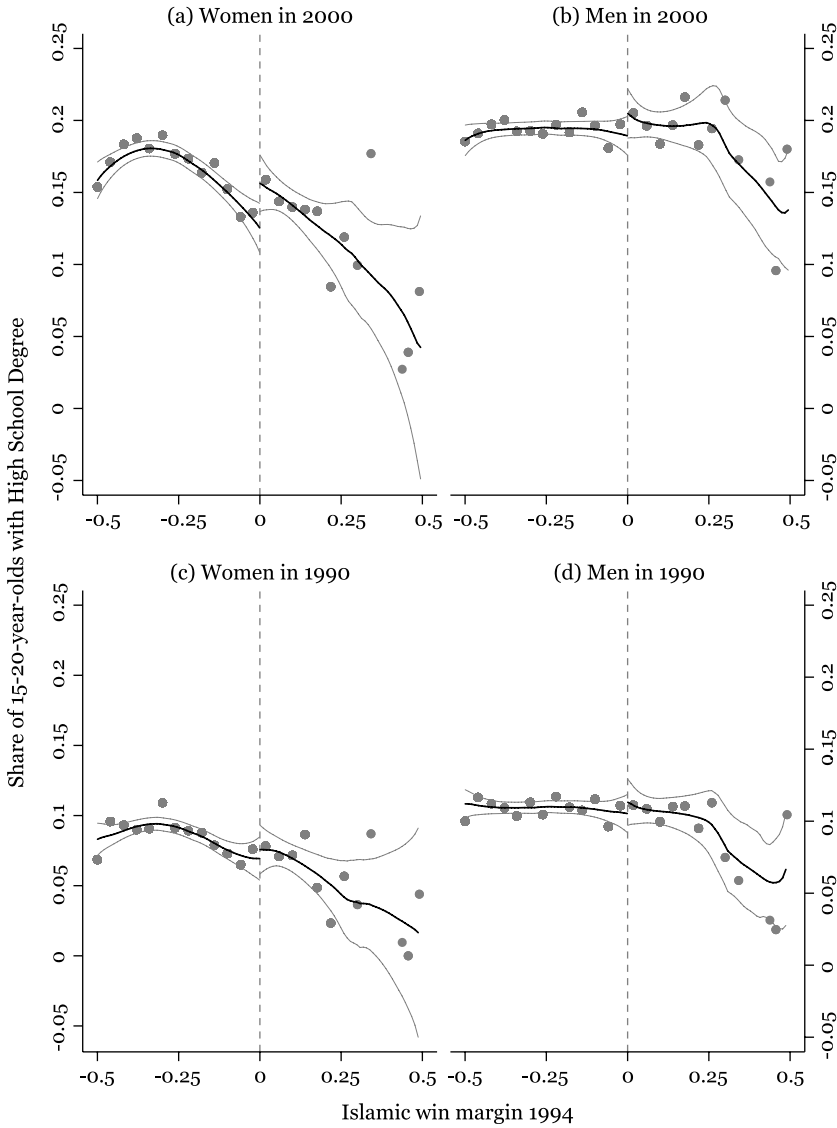 (a) Women in 2000
(b) Men in 2000
0.25
0.2
0.15
0.1
0.05
0
-0.05
0.25
0.2
0.15
0.1
0.05
0
-0.05
-0.5 -0.25 0 0.25 0.5
-0.5 -0.25 0 0.25 0.5
Share of 15-20-year-olds with High School Degree
(c) Women in 1990
(d) Men in 1990
0.25
0.2
0.15
0.1
0.05
0
-0.05
0.25
0.2
0.15
0.1
0.05
0
-0.05
-0.5 -0.25 0 0.25 0.5
-0.5 -0.25 0 0.25 0.5
Islamic win margin 1994